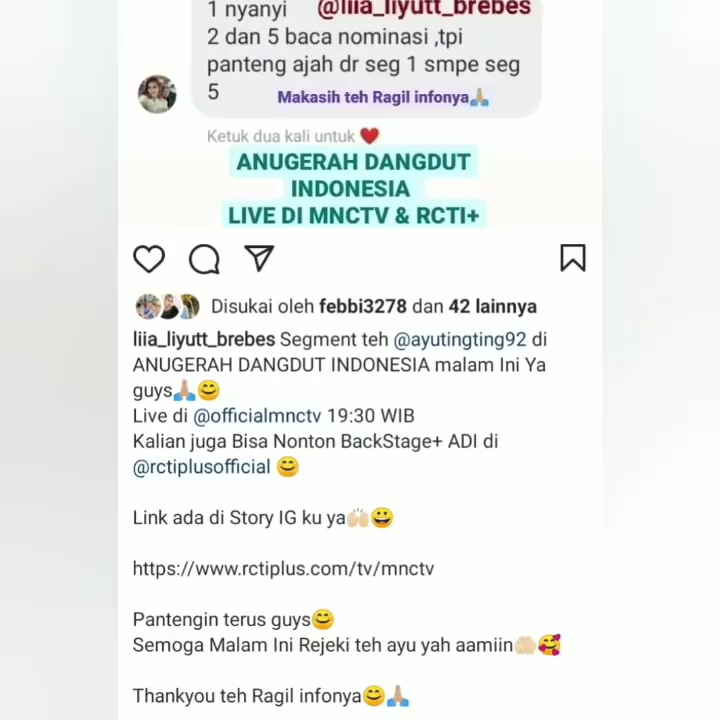 1 nyanyi @liia_liyutt_brebes
2 dan 5 baca nominasi ,tpi
panteng ajah dr seg 1 smpe seg
5 Makasih teh Ragil infonya🙏🏼
Ketuk dua kali untuk ❤️
ANUGERAH DANGDUT
INDONESIA
LIVE DI MNCTV & RCTI+
Disukai oleh febbi3278 dan 42 lainnya
liia_liyutt_brebes Segment teh @ayutingting92 di
ANUGERAH DANGDUT INDONESIA malam Ini Ya
guys🙏🏼😊
Live di @officialmnctv 19:30 WIB
Kalian juga Bisa Nonton BackStage+ ADI di
@rctiplusofficial 😊
Link ada di Story IG ku ya🙌🏻😀
https://www.rctiplus.com/tv/mnctv
Pantengin terus guys😊
Semoga Malam Ini Rejeki teh ayu yah aamiin🤲🏻🥰
Thankyou teh Ragil infonya😊🙏🏼